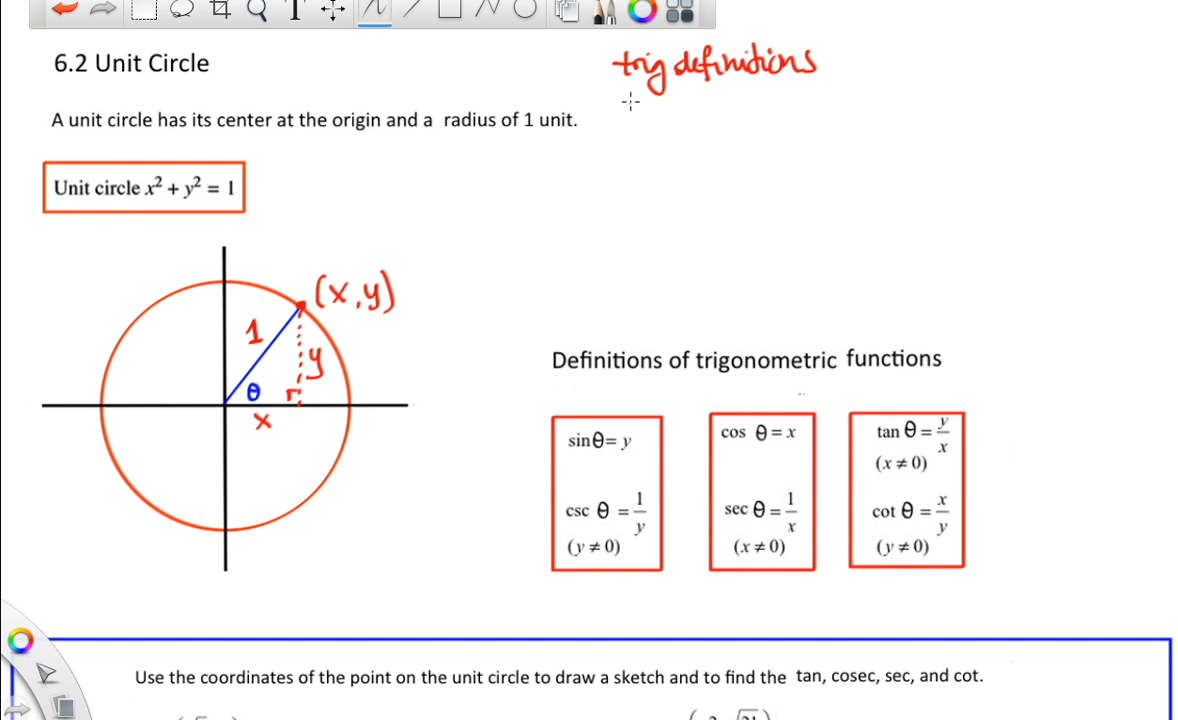 6.2 Unit Circle
trig definitions
A unit circle has its center at the origin and a radius of 1 unit.
Unit circle x² + y² = 1
(x,y)
1
y
θ
x
Definitions of trigonometric functions
sinθ= y
csc θ = 1/y
(y ≠ 0)
cos θ = x
sec θ = 1/x
(x ≠ 0)
tan θ = y/x
(x ≠ 0)
cot θ = x/y
(y ≠ 0)
Use the coordinates of the point on the unit circle to draw a sketch and to find the tan, cosec, sec, and cot.